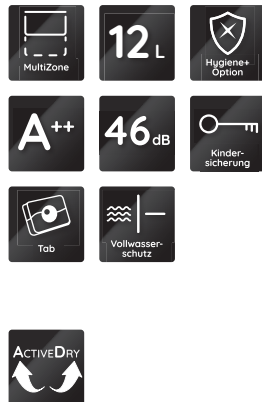 MultiZone
12 L
Hygiene+
Option
A++
46 dB
Kinder-
sicherung
Tab
Vollwasser-
schutz
ACTIVEDRY